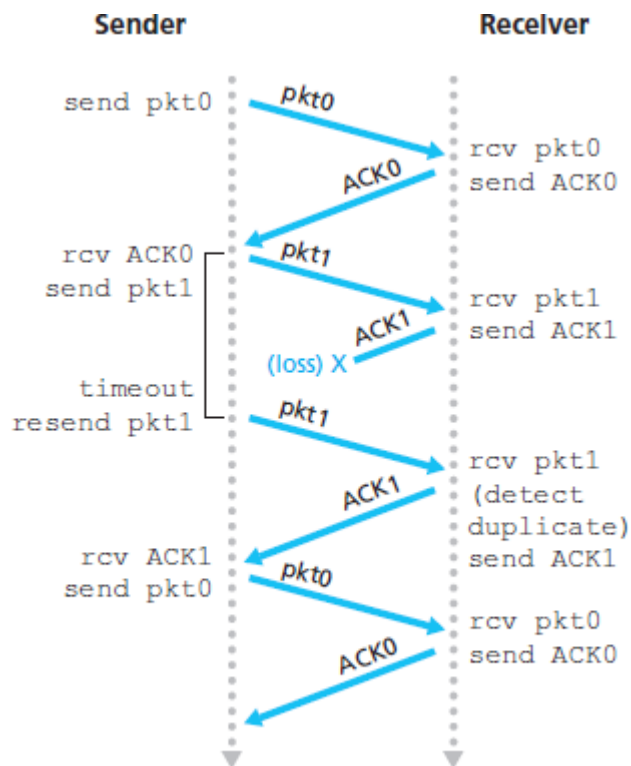 Sender
Receiver
send pkt0
pkt0
rcv pkt0
send ACK0
ACK0
rcv ACK0
send pkt1
pkt1
rcv pkt1
send ACK1
ACK1
(loss) X
timeout
resend pkt1
pkt1
rcv pkt1
(detect
duplicate)
send ACK1
ACK1
rcv ACK1
send pkt0
pkt0
rcv pkt0
send ACK0
ACK0